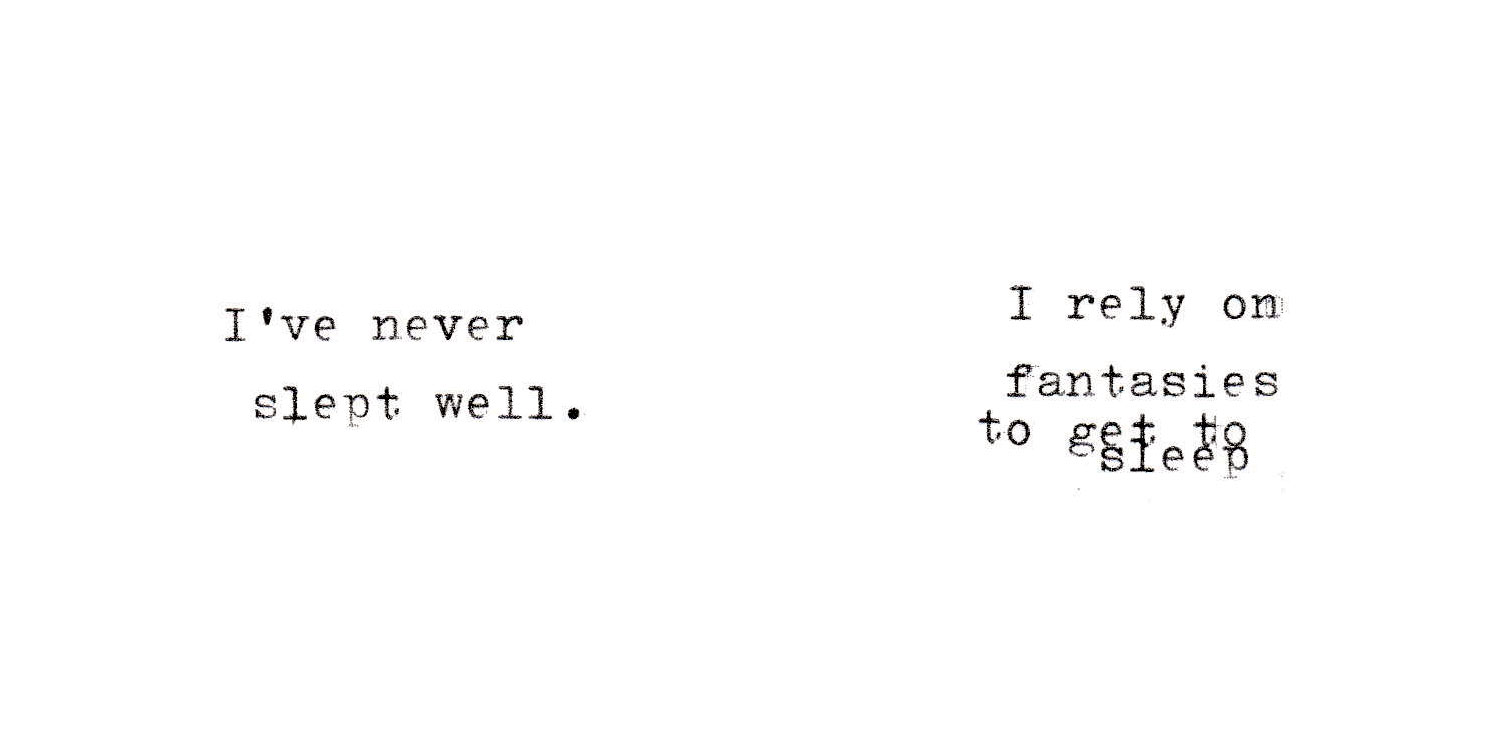 I've never
slept well.
I rely on
fantasies
to get to
sleep